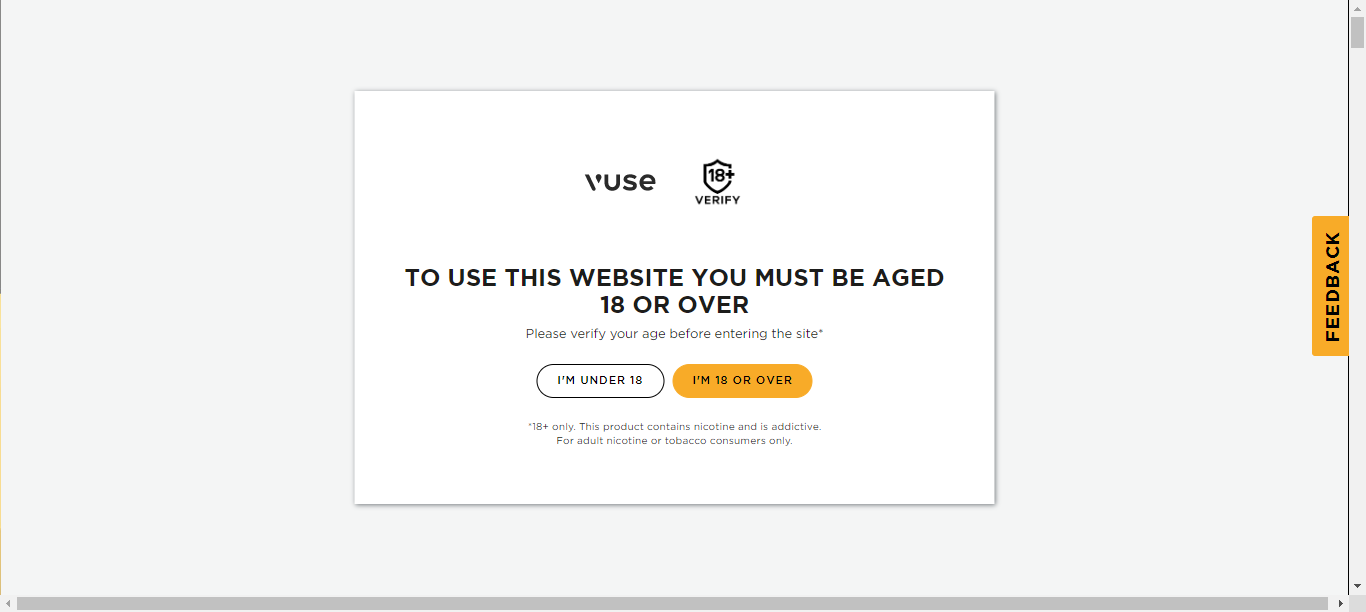 vuse
18+
VERIFY
TO USE THIS WEBSITE YOU MUST BE AGED
18 OR OVER
Please verify your age before entering the site*
I'M UNDER 18
I'M 18 OR OVER
*18+ only. This product contains nicotine and is addictive.
For adult nicotine or tobacco consumers only.
FEEDBACK